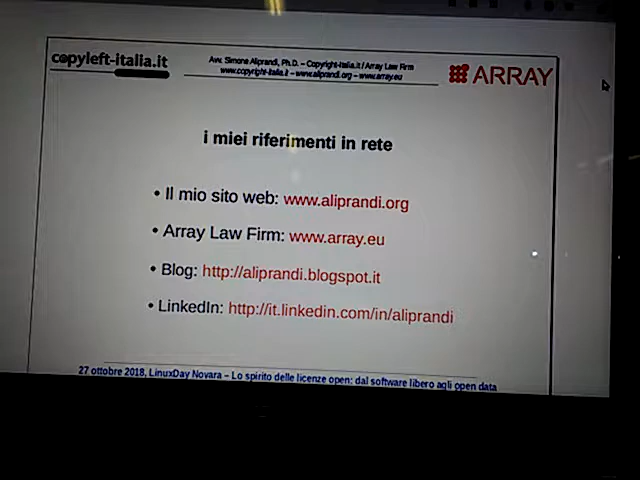 copyleft-italia.it
Avv. Simone Aliprandi, Ph.D. – Copyright-Italia.it / Array Law Firm
www.copyright-italia.it – www.aliprandi.org – www.array.eu
ARRAY
i miei riferimenti in rete
• Il mio sito web: www.aliprandi.org
• Array Law Firm: www.array.eu
• Blog: http://aliprandi.blogspot.it
• LinkedIn: http://it.linkedin.com/in/aliprandi
27 ottobre 2018, LinuxDay Novara – Lo spirito delle licenze open: dal software libero agli open data